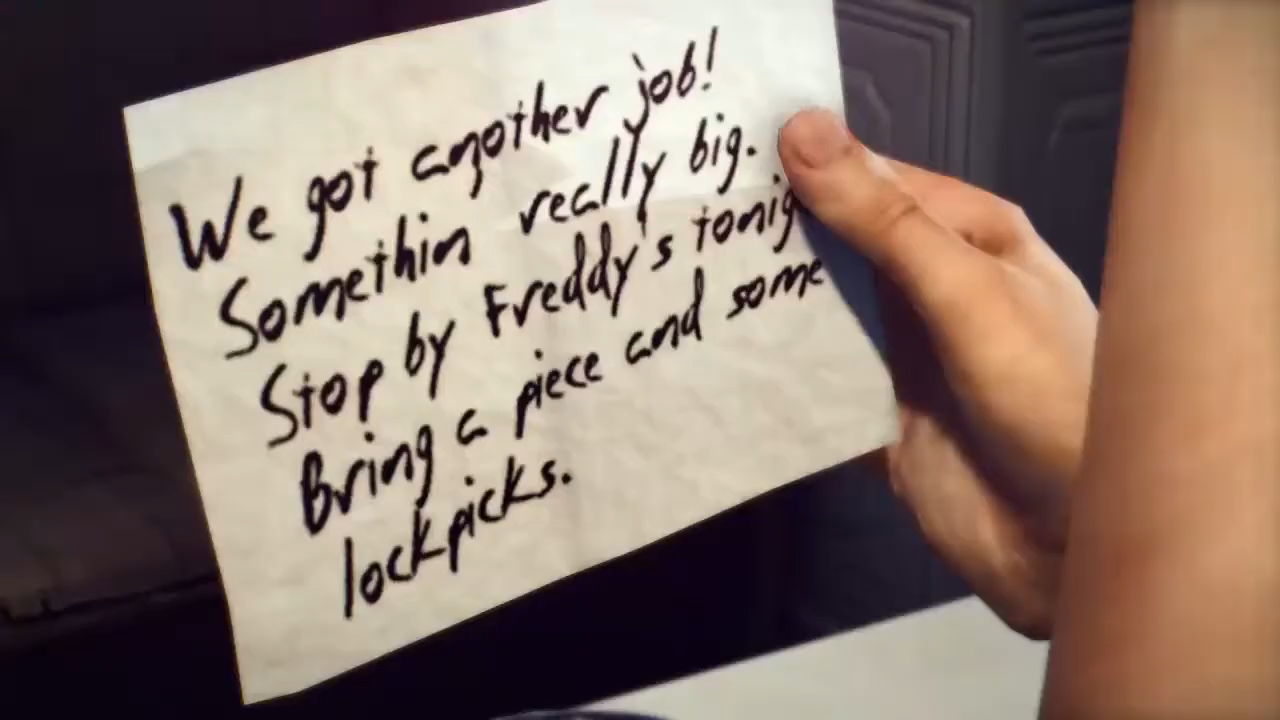 We got another job!
Somethin really big.
Stop by Freddy's tonig
Bring a piece and some
lockpicks.